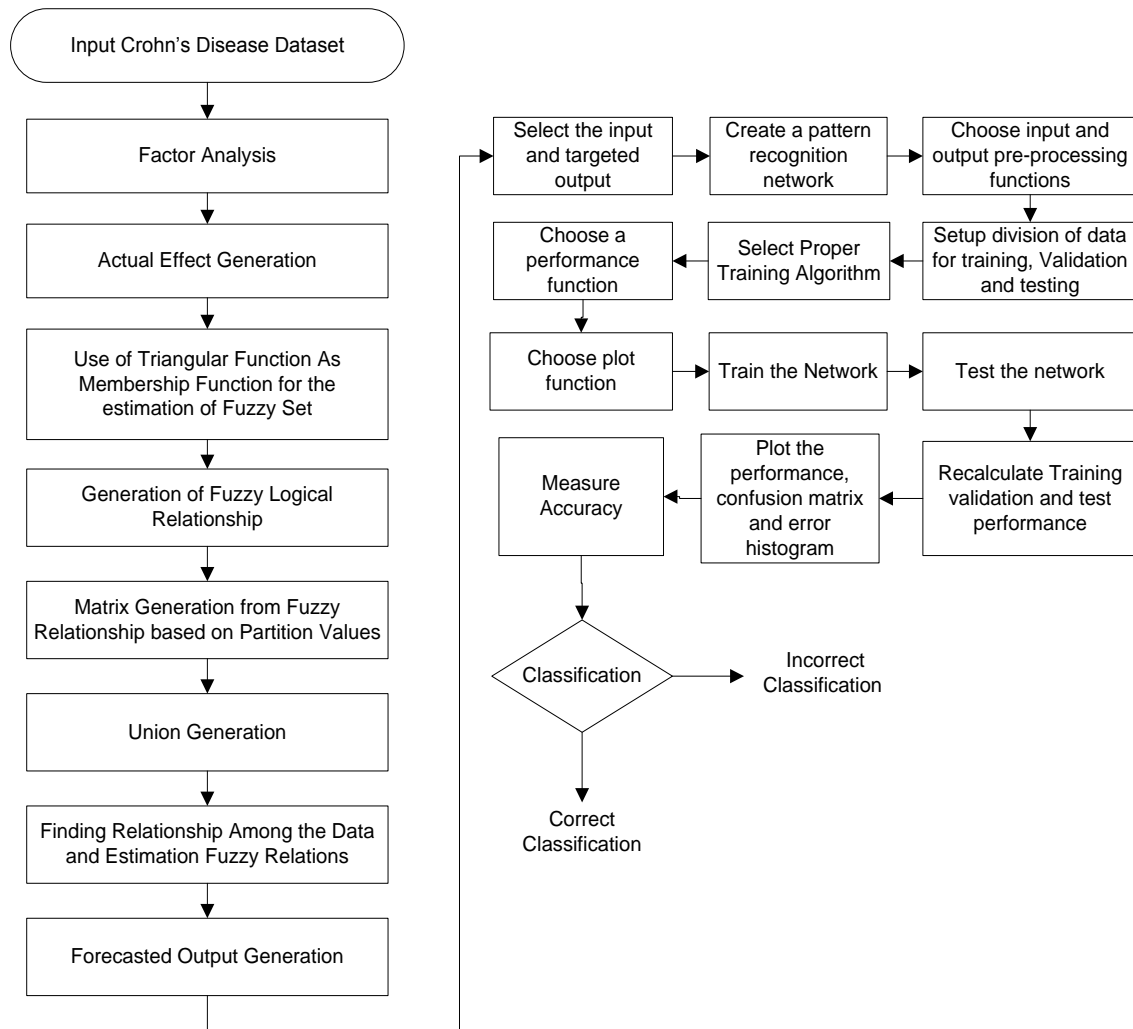 Input Crohn's Disease Dataset
Factor Analysis
Actual Effect Generation
Use of Triangular Function As
Membership Function for the
estimation of Fuzzy Set
Generation of Fuzzy Logical
Relationship
Matrix Generation from Fuzzy
Relationship based on Partition Values
Union Generation
Finding Relationship Among the Data
and Estimation Fuzzy Relations
Forecasted Output Generation
Select the input
and targeted
output
Create a pattern
recognition
network
Choose input and
output pre-processing
functions
Setup division of data
for training, Validation
and testing
Select Proper
Training Algorithm
Choose a
performance
function
Choose plot
function
Train the Network
Test the network
Recalculate Training
validation and test
performance
Plot the
performance,
confusion matrix
and error
histogram
Measure
Accuracy
Classification
Incorrect
Classification
Correct
Classification